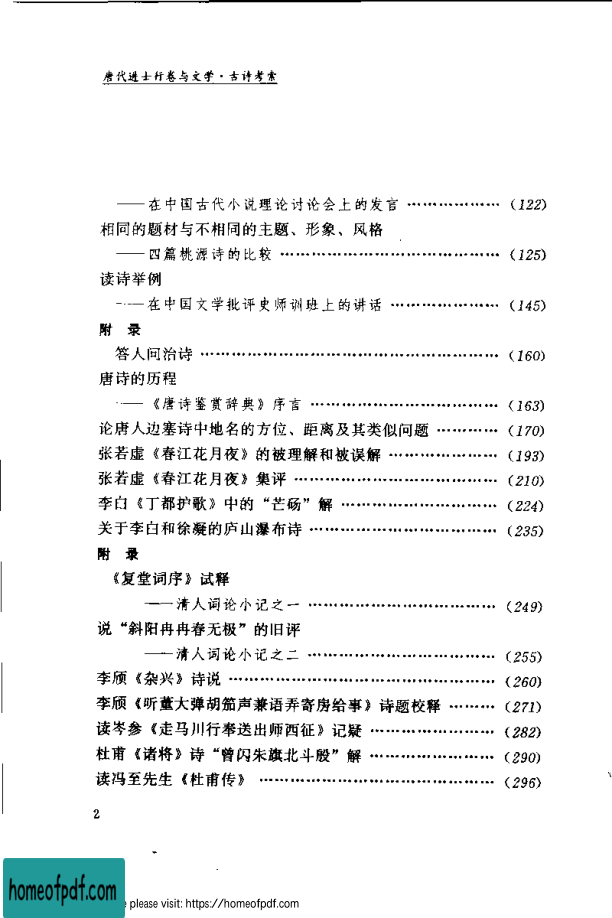 唐代进士行卷与文学·古诗考索
——在中国古代小说理论讨论会上的发言 ……………… (122)
相同的题材与不相同的主题、形象、风格
——四篇桃源诗的比较 ………………………………… (125)
读诗举例
——在中国文学批评史师训班上的讲话 ……………… (145)
附 录
答人问治诗 ……………………………………………… (160)
唐诗的历程
——《唐诗鉴赏辞典》序言 …………………………… (163)
论唐人边塞诗中地名的方位、距离及其类似问题 ………… (170)
张若虚《春江花月夜》的被理解和被误解 ……………… (193)
张若虚《春江花月夜》集评 …………………………… (210)
李白《丁都护歌》中的“芒砀”解 …………………… (224)
关于李白和徐凝的庐山瀑布诗 ………………………… (235)
附 录
《复堂词序》试释
——清人词论小记之一 ……………………………… (249)
说“斜阳冉冉春无极”的旧评
——清人词论小记之二 ……………………………… (255)
李颀《杂兴》诗说 ……………………………………… (260)
李颀《听董大弹胡笳声兼语弄寄房给事》诗题校释 ……… (271)
读岑参《走马川行奉送出师西征》记疑 ………………… (282)
杜甫《诸将》诗“曾闪朱旗北斗殷”解 ………………… (290)
读冯至先生《杜甫传》 ………………………………… (296)
2
homeofpdf.com
please visit: https://homeofpdf.com